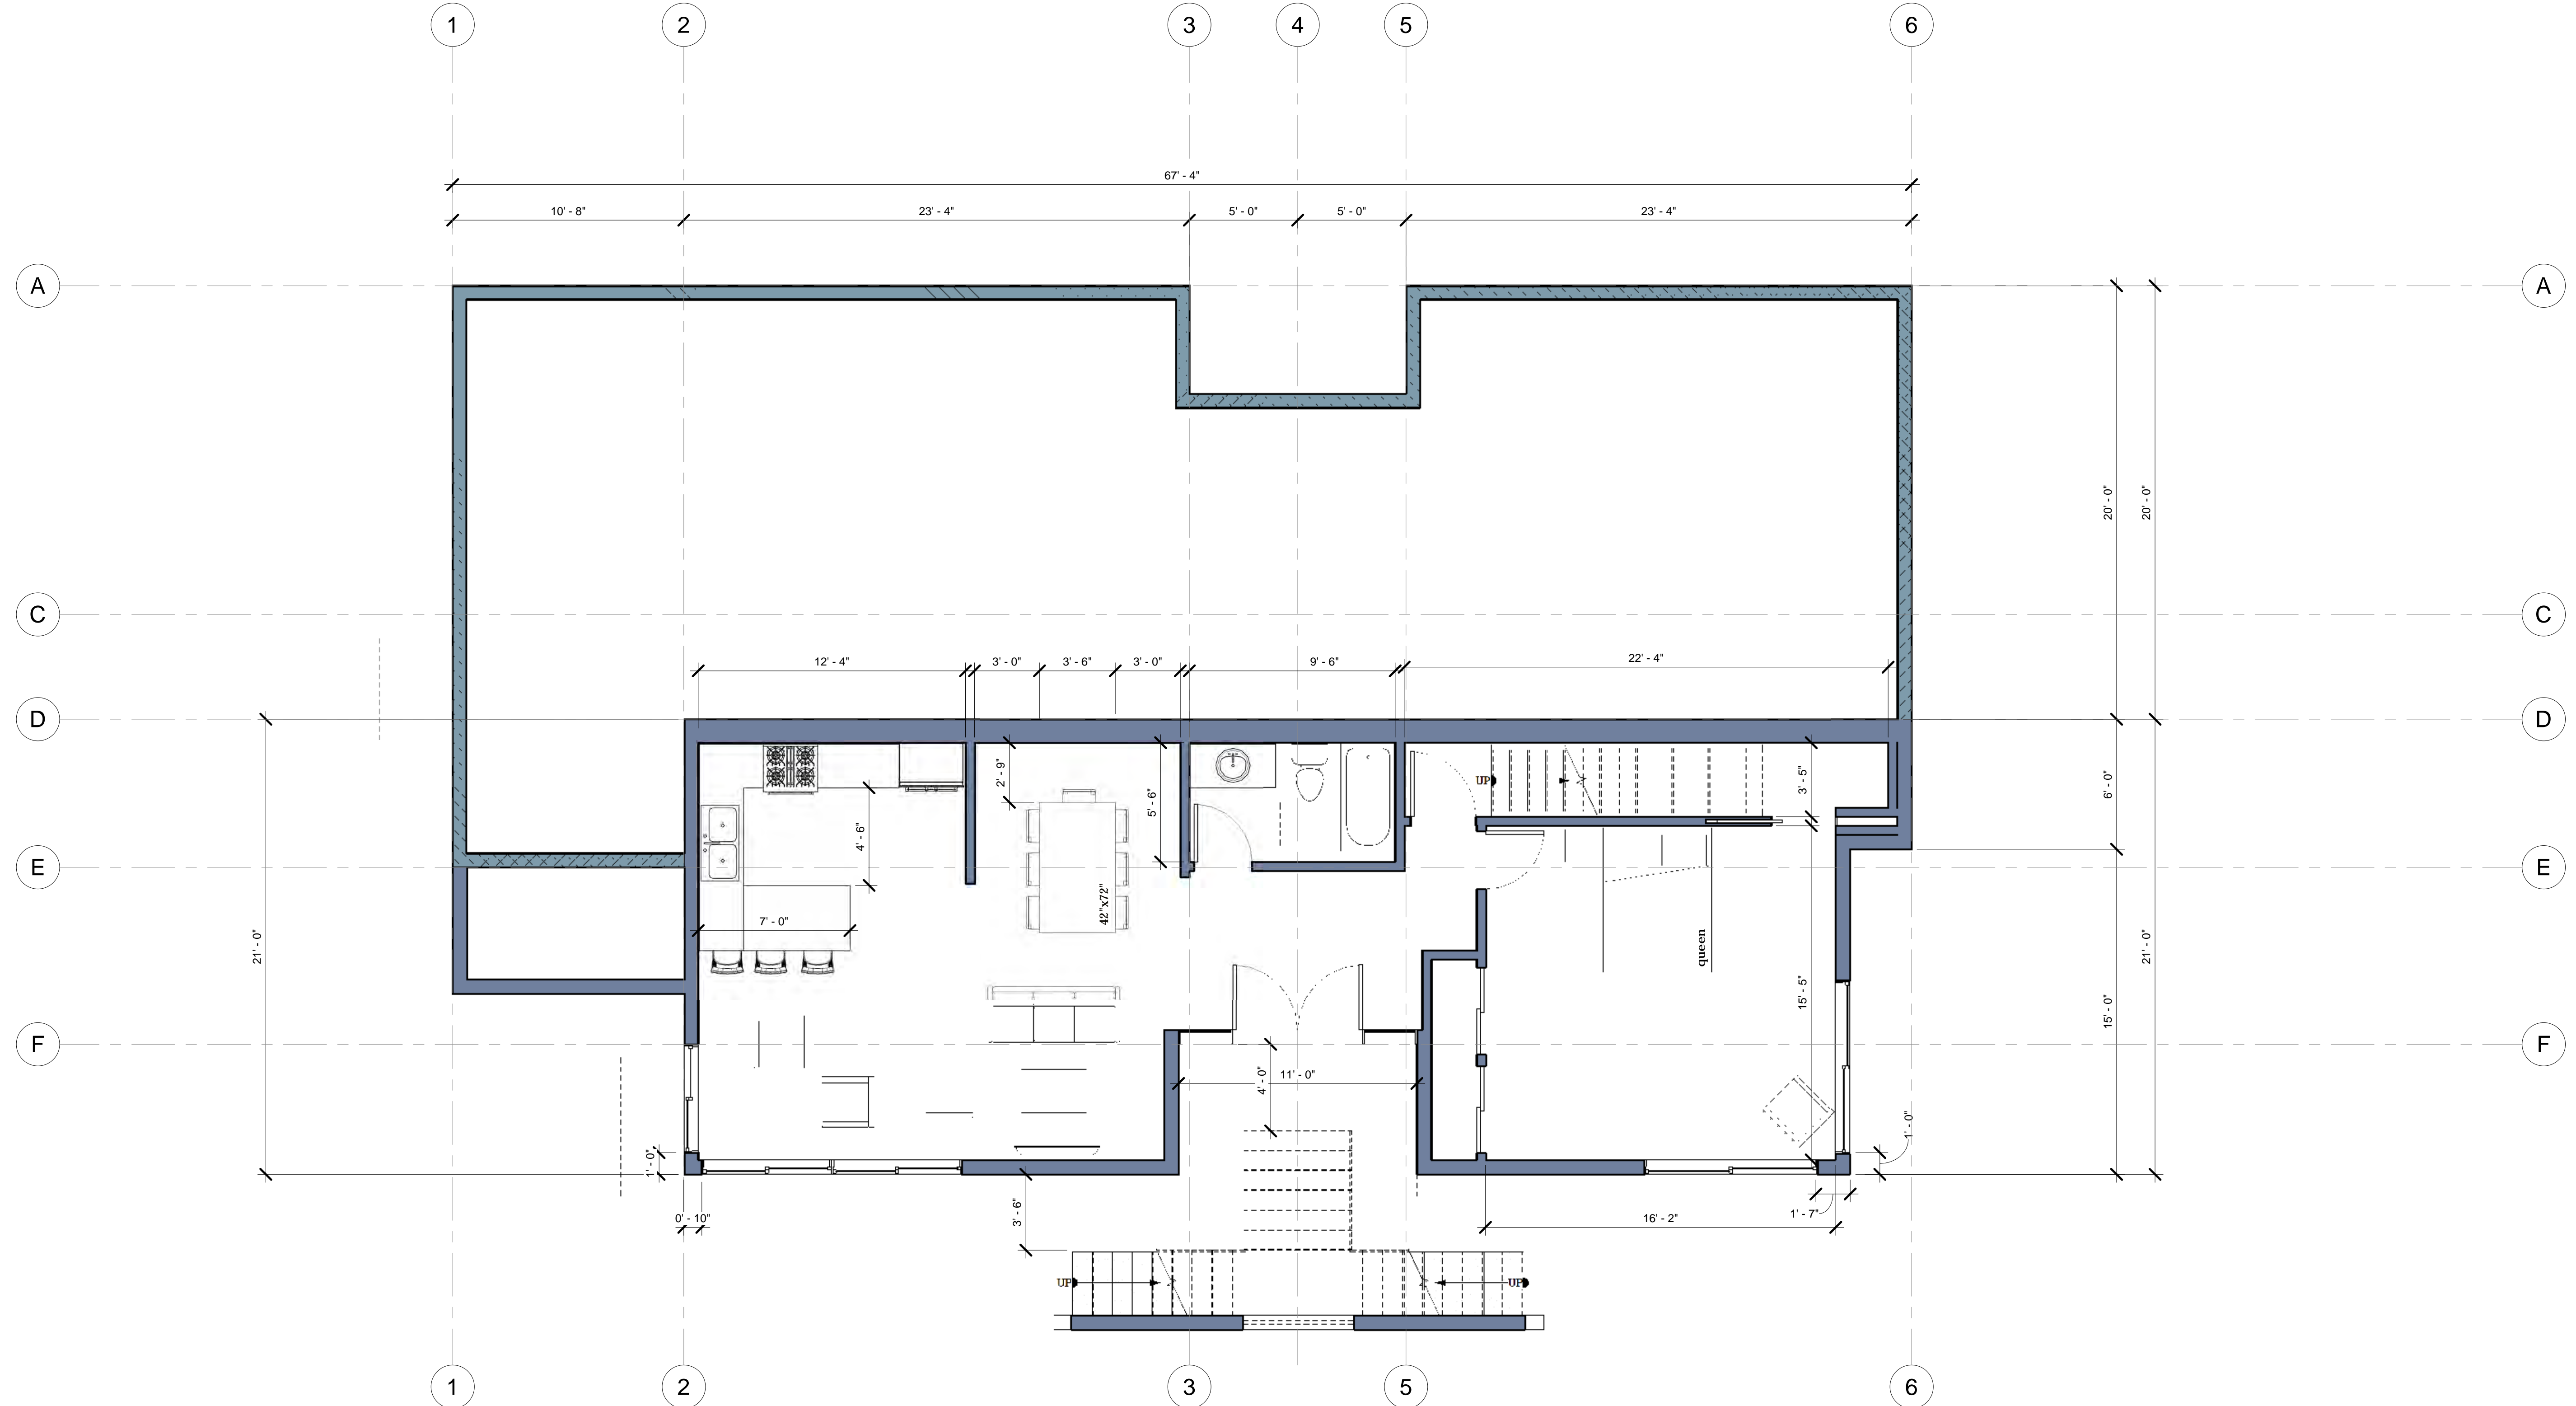 1 2 3 4 5 6
67' - 4"
10' - 8" 23' - 4" 5' - 0" 5' - 0" 23' - 4"
A A
20' - 0" 20' - 0"
C C
12' - 4" 3' - 0" 3' - 6" 3' - 0" 9' - 6" 22' - 4"
D D
2' - 9" 5' - 6" UP 3' - 5" 6' - 0"
4' - 6"
E E
42"x72"
7' - 0"
21' - 0" queen 21' - 0"
15' - 5" 15' - 0"
F F
4' - 0" 11' - 0"
1' - 0" 1' - 0"
3' - 6"
0' - 10" 16' - 2" 1' - 7"
UP UP
1 2 3 5 6